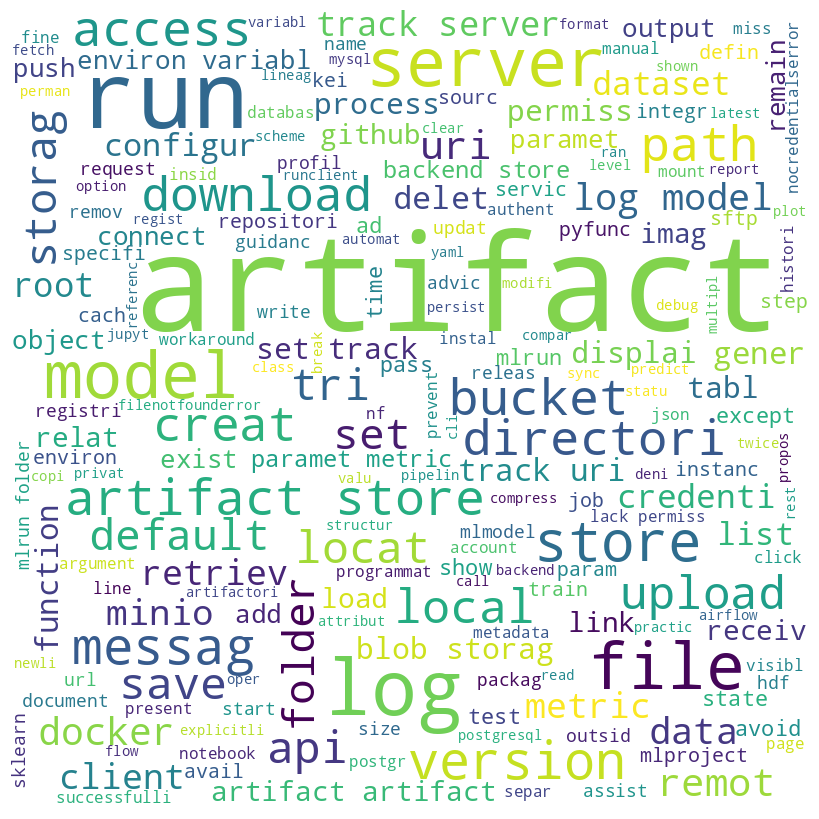 fine
variabl
track server
format
miss
fetch
access
output
environ variabl
name
manual
server
defin
push
mysql
shown
run
lineag
kei
dataset
perman
databas
process
sourc
permiss
integr
latest
remain
nocredentialserror
storag
configur
scheme
github
clear
uri
paramet
ran
path
request
insid
profil
backend store
level
mount
report
option
runclient
download
delet
servic
log model
sftp
plot
remov
regist
repositori
ad
authent
connect
guidanc
automat
updat
pyfunc
imag
histori
specifi
artifact
root
referenc
cach
write
time
yaml
advic
persist
modifi
debug
multipl
step
object
jupyt
workaround
set track
break
pass
instal
compar
mlrun
displai gener
model
class
tri
prevent
releas
sync
predict
bucket
statu
tabl
registri
filenotfounderror
creat
nf
set
cli
directori
json
except
relat
twice
propos
environ
exist
paramet metric
track uri
deni
instanc
copi
privat
valu
pipelin
mlrun folder
artifact store
compress
job
credenti
rest
default
structur
lack permiss
store
list
function
argument
retriev
locat
mlmodel
account
show
param
click
line
artifactori
programmat
call
backend
train
folder
load
local
upload
minio
add
attribut
airflow
practic
link
receiv
messag
metadata
blob storag
file
newli
url
save
oper
log
packag
read
visibl
hdf
document
present
start
size
test
metric
state
docker
explicitli
postgresql
outsid
data
avoid
sklearn
flow
notebook
api
version
mlproject
page
client
avail
postgr
remot
successfulli
artifact artifact
separ
assist